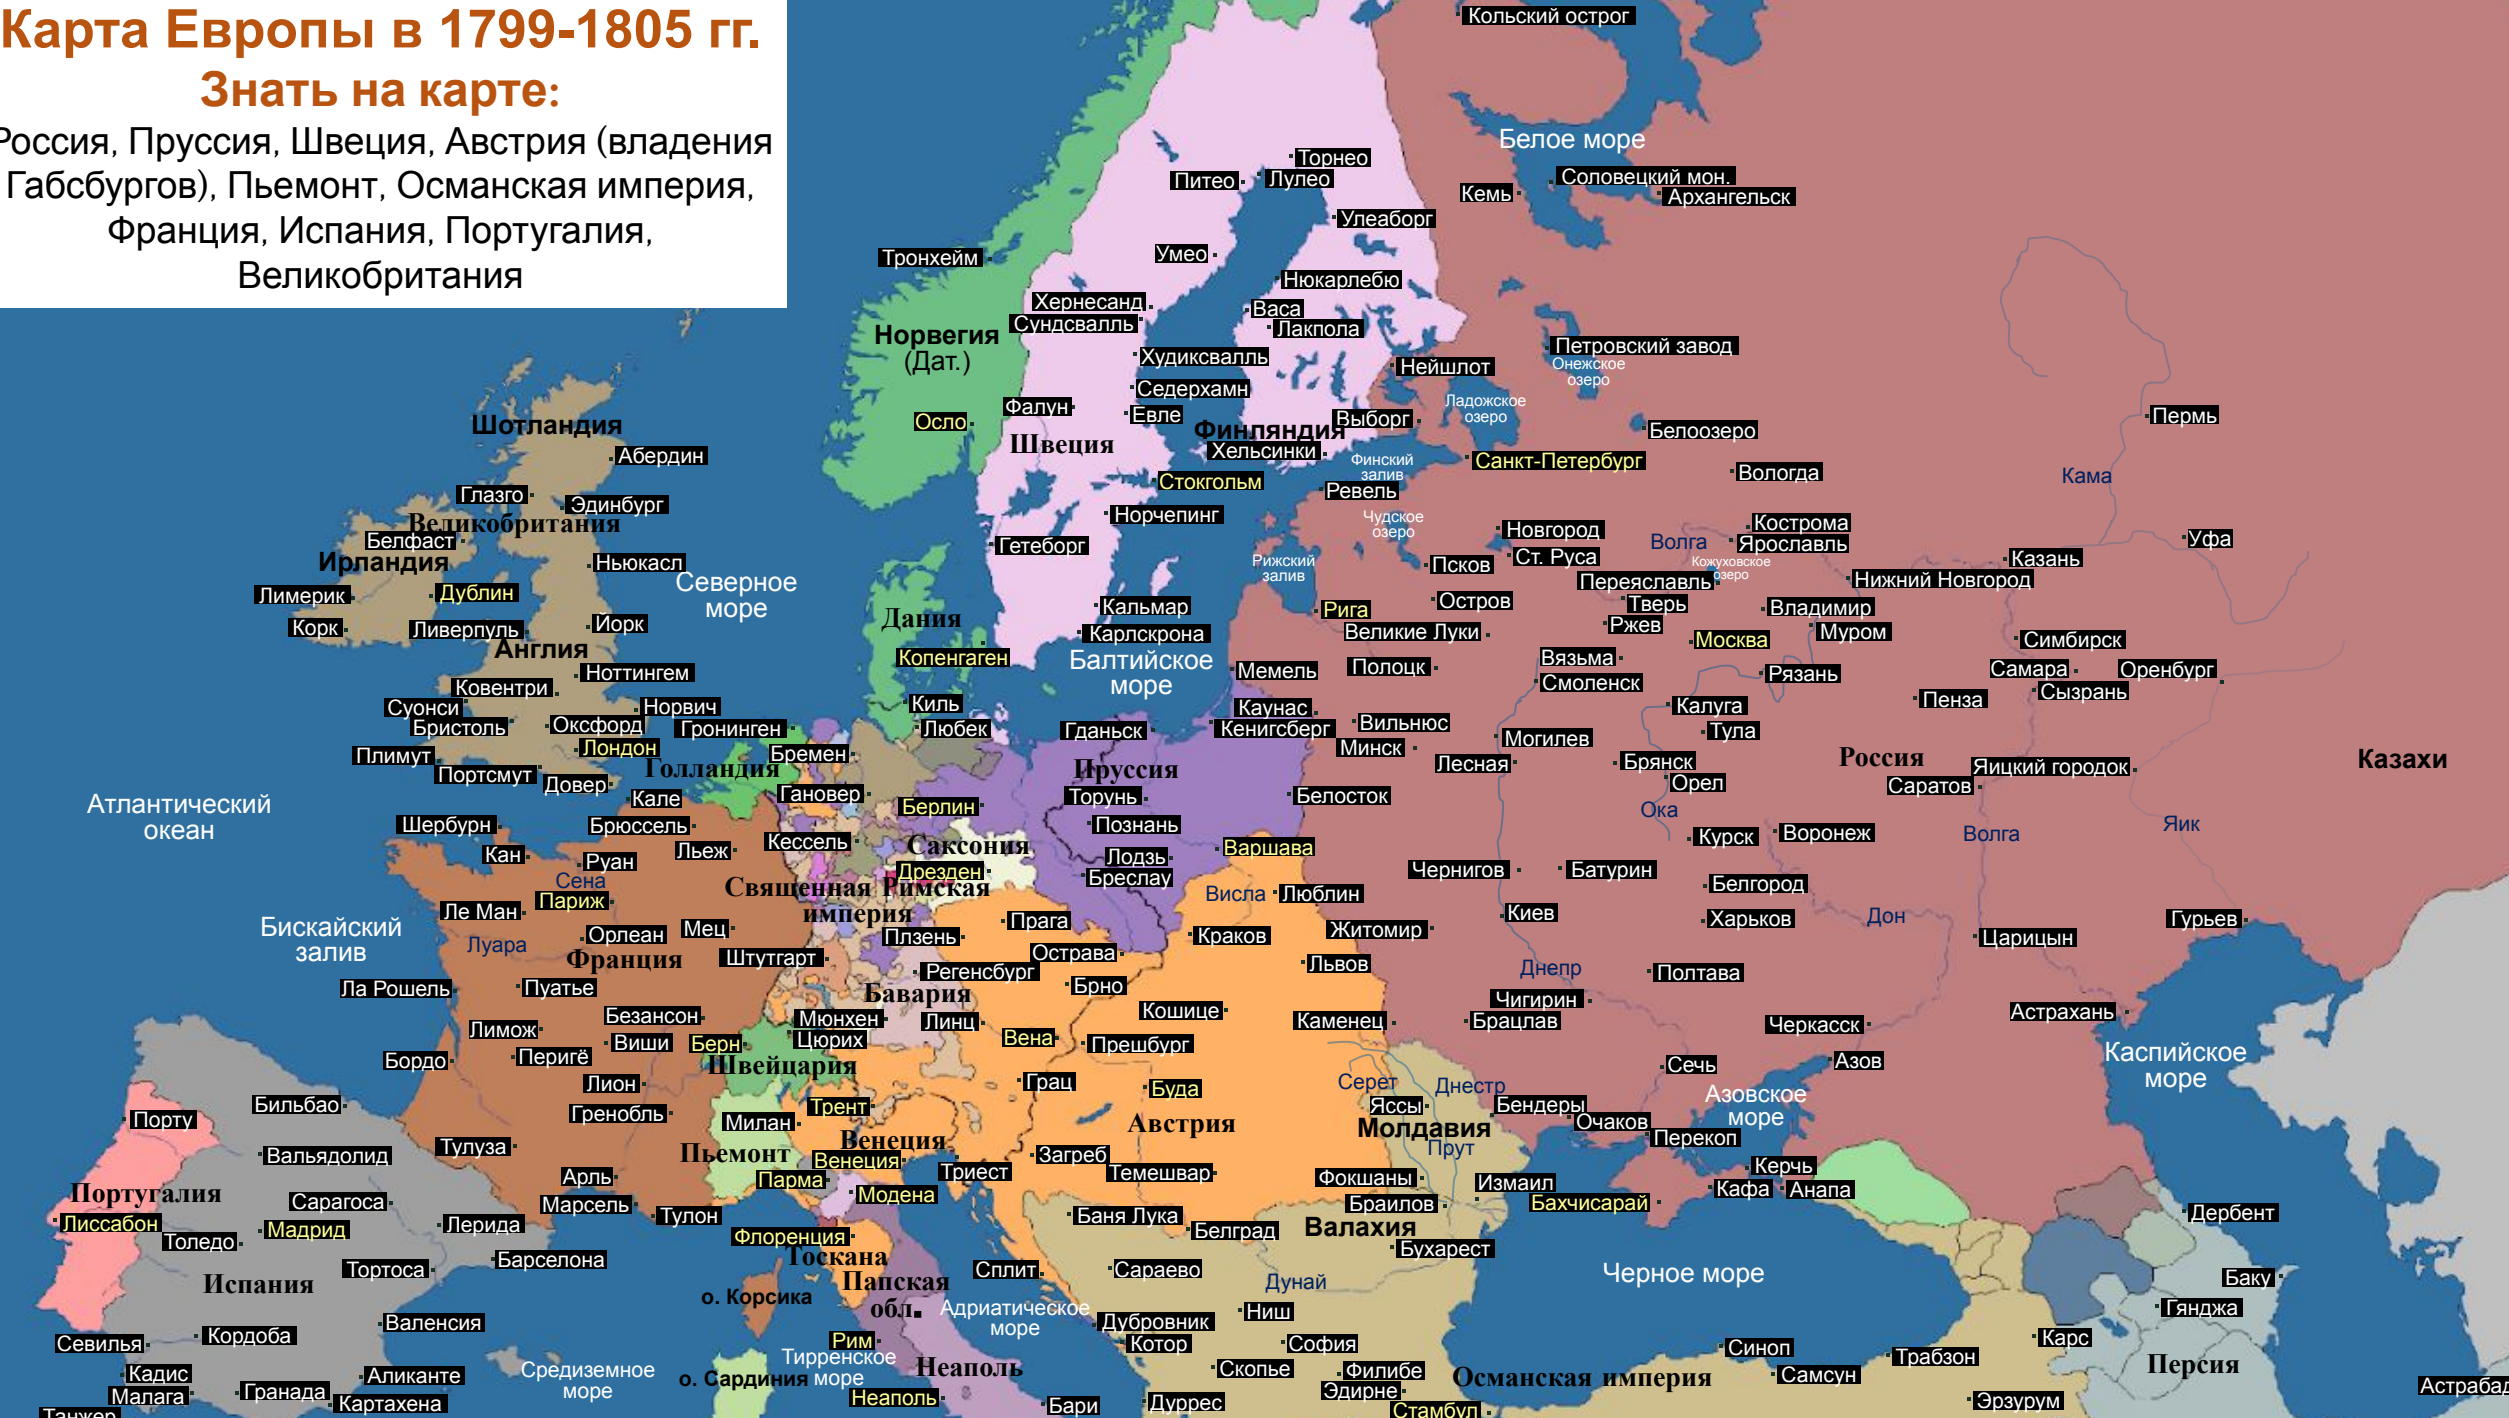 Карта Европы в 1799-1805 гг.
Знать на карте:
Россия, Пруссия, Швеция, Австрия (владения
Габсбургов), Пьемонт, Османская империя,
Франция, Испания, Португалия,
Великобритания
Кольский острог
Белое море
Торнео
Питео
Лулео
Соловецкий мон.
Кемь
Архангельск
Улеаборг
Тронхейм
Умео
Нюкарлебю
Хернесанд
Васа
Сундсвалль
Лакпола
Норвегия
(Дат.)
Худиксвалль
Петровский завод
Нейшлот
Онежское
озеро
Седерхамн
Ладожское
озеро
Фалун
Евле
Осло
Выборг
Пермь
Шотландия
Финляндия
Белоозеро
Швеция
Хельсинки
Абердин
Финский
залив
Санкт-Петербург
Вологда
Кама
Стокгольм
Ревель
Глазго
Эдинбург
Норчепинг
Чудское
озеро
Великобритания
Новгород
Кострома
Белфаст
Гетеборг
Волга
Ярославль
Уфа
Ирландия
Ньюкасл
Рижский
залив
Псков
Ст. Руса
Кожуховское
озеро
Казань
Северное
море
Переяславль
Нижний Новгород
Лимерик
Дублин
Кальмар
Рига
Остров
Тверь
Владимир
Корк
Ливерпуль
Йорк
Дания
Карлскрона
Великие Луки
Ржев
Москва
Муром
Симбирск
Англия
Копенгаген
Балтийское
море
Мемель
Полоцк
Вязьма
Ноттингем
Смоленск
Рязань
Самара
Оренбург
Ковентри
Сызрань
Суонси
Норвич
Киль
Каунас
Калуга
Пенза
Бристоль
Оксфорд
Гронинген
Любек
Гданьск
Кенигсберг
Вильнюс
Тула
Лондон
Бремен
Минск
Могилев
Плимут
Голландия
Пруссия
Лесная
Брянск
Россия
Казахи
Портсмут
Довер
Яицкий городок
Кале
Гановер
Берлин
Торунь
Белосток
Орел
Саратов
Атлантический
океан
Ока
Шербурн
Брюссель
Познань
Курск
Воронеж
Волга
Яик
Кан
Руан
Льеж
Кессель
Саксония
Лодзь
Варшава
Сена
Дрезден
Бреслау
Чернигов
Батурин
Париж
Священная Римская
империя
Висла
Люблин
Белгород
Ле Ман
Прага
Киев
Харьков
Дон
Гурьев
Бискайский
залив
Орлеан
Мец
Плзень
Краков
Житомир
Царицын
Луара
Франция
Штутгарт
Острава
Львов
Днепр
Полтава
Регенсбург
Ла Рошель
Пуатье
Бавария
Брно
Чигирин
Безансон
Мюнхен
Линц
Кошице
Каменец
Брацлав
Черкасск
Астрахань
Лимож
Виши
Берн
Цюрих
Вена
Прешбург
Бордо
Перигё
Швейцария
Сечь
Азов
Каспийское
море
Лион
Грац
Буда
Серет
Днестр
Азовское
море
Бильбао
Гренобль
Милан
Трент
Яссы
Бендеры
Порту
Австрия
Молдавия
Очаков
Перекоп
Вальядолид
Тулуза
Пьемонт
Венеция
Венеция
Загреб
Прут
Триест
Темешвар
Керчь
Португалия
Арль
Парма
Модена
Фокшаны
Измаил
Кафа
Анапа
Сарагоса
Марсель
Браилов
Бахчисарай
Лиссабон
Мадрид
Лерида
Тулон
Баня Лука
Белград
Валахия
Дербент
Толедо
Флоренция
Барселона
Тоскана
Бухарест
Тортоса
Испания
Папская
обл.
Сплит
Сараево
Дунай
Черное море
Баку
о. Корсика
Адриатическое
море
Ниш
Гянджа
Валенсия
Дубровник
Севилья
Кордоба
Рим
Котор
София
Синоп
Карс
Тирренское
море
Трабзон
Кадис
Аликанте
Средиземное
море
о. Сардиния
Неаполь
Скопье
Филибе
Османская империя
Самсун
Персия
Малага
Гранада
Картахена
Неаполь
Бари
Дуррес
Эдирне
Стамбул
Эрзурум
Астрабад
Танжер